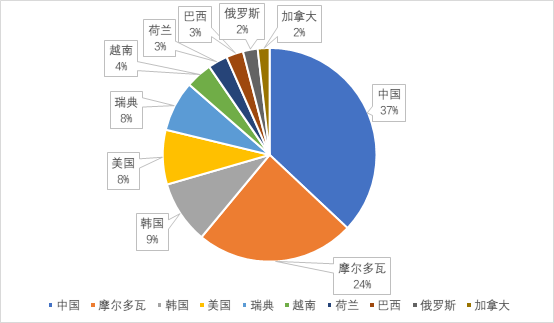 中国
37%
摩尔多瓦
24%
韩国
9%
美国
8%
瑞典
8%
越南
4%
荷兰
3%
巴西
3%
俄罗斯
2%
加拿大
2%
中国 摩尔多瓦 韩国 美国 瑞典 越南 荷兰 巴西 俄罗斯 加拿大